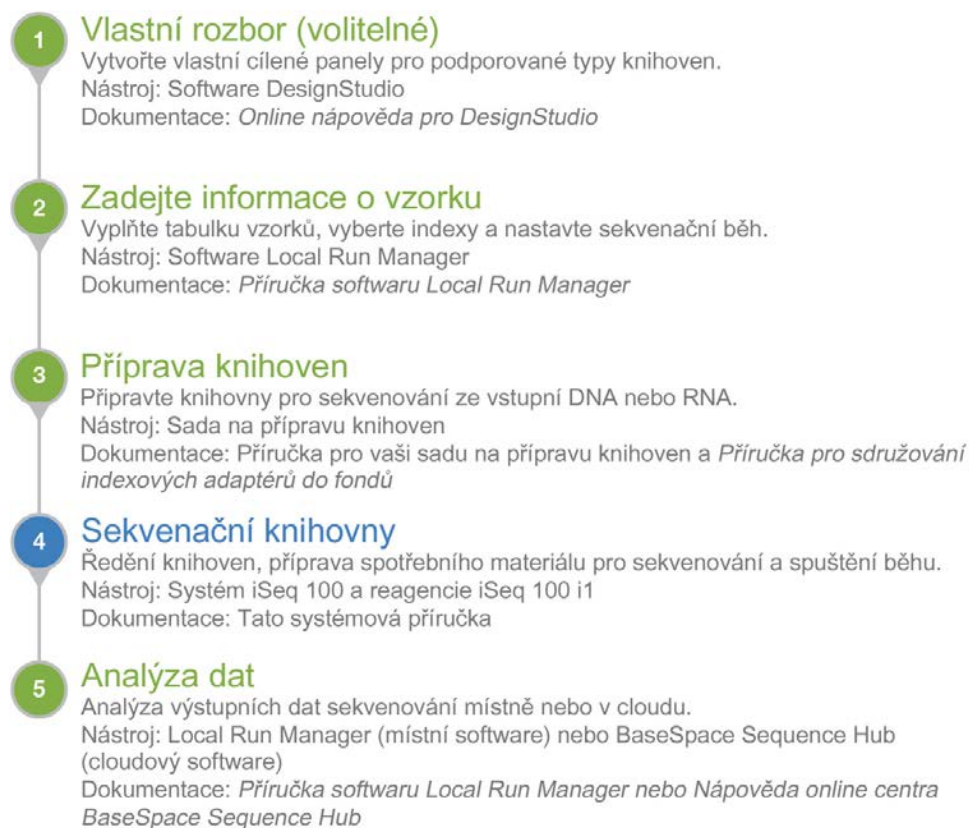 1 Vlastní rozbor (volitelné)
Vytvořte vlastní cílené panely pro podporované typy knihoven.
Nástroj: Software DesignStudio
Dokumentace: Online nápověda pro DesignStudio
2 Zadejte informace o vzorku
Vyplňte tabulku vzorků, vyberte indexy a nastavte sekvenační běh.
Nástroj: Software Local Run Manager
Dokumentace: Příručka softwaru Local Run Manager
3 Příprava knihoven
Připravte knihovny pro sekvenování ze vstupní DNA nebo RNA.
Nástroj: Sada na přípravu knihoven
Dokumentace: Příručka pro vaši sadu na přípravu knihoven a Příručka pro sdružování
indexových adaptérů do fondů
4 Sekvenační knihovny
Ředění knihoven, příprava spotřebního materiálu pro sekvenování a spuštění běhu.
Nástroj: Systém iSeq 100 a reagencie iSeq 100 i1
Dokumentace: Tato systémová příručka
5 Analýza dat
Analýza výstupních dat sekvenování místně nebo v cloudu.
Nástroj: Local Run Manager (místní software) nebo BaseSpace Sequence Hub
(cloudový software)
Dokumentace: Příručka softwaru Local Run Manager nebo Nápověda online centra
BaseSpace Sequence Hub